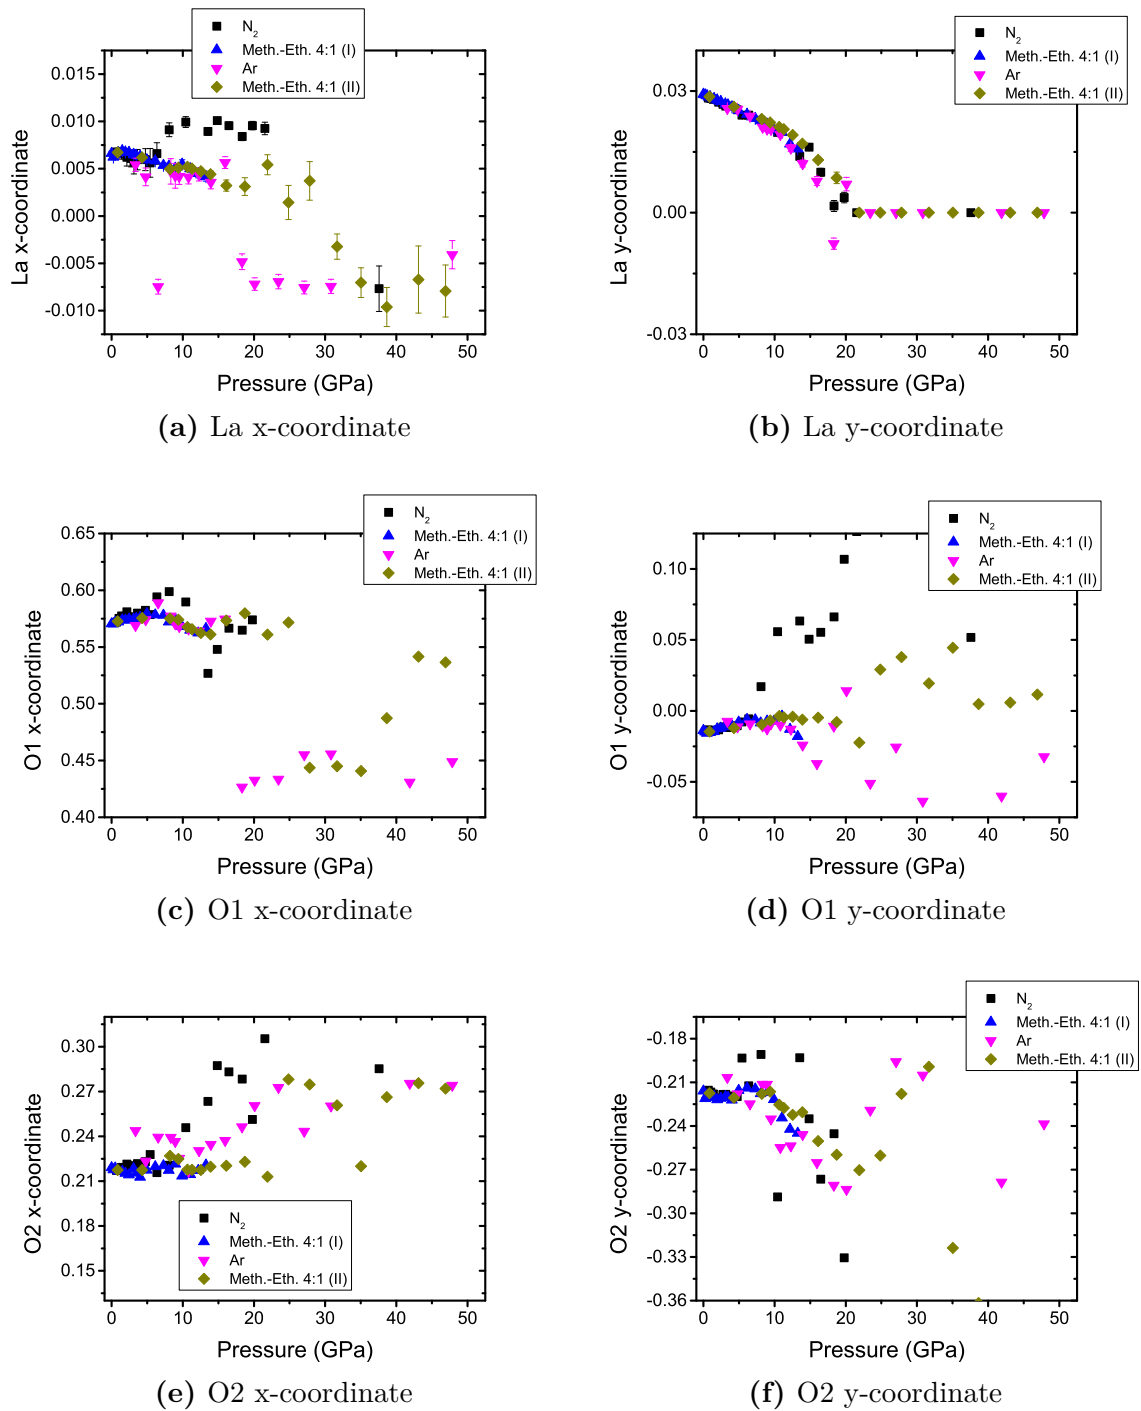 N2
Meth.-Eth. 4:1 (I)
Ar
Meth.-Eth. 4:1 (II)
0.015
0.010
0.005
0.000
-0.005
-0.010
La x-coordinate
0 10 20 30 40 50
Pressure (GPa)
(a) La x-coordinate
N2
Meth.-Eth. 4:1 (I)
Ar
Meth.-Eth. 4:1 (II)
0.03
0.00
-0.03
La y-coordinate
0 10 20 30 40 50
Pressure (GPa)
(b) La y-coordinate
N2
Meth.-Eth. 4:1 (I)
Ar
Meth.-Eth. 4:1 (II)
0.65
0.60
0.55
0.50
0.45
0.40
O1 x-coordinate
0 10 20 30 40 50
Pressure (GPa)
(c) O1 x-coordinate
N2
Meth.-Eth. 4:1 (I)
Ar
Meth.-Eth. 4:1 (II)
0.10
0.05
0.00
-0.05
O1 y-coordinate
0 10 20 30 40 50
Pressure (GPa)
(d) O1 y-coordinate
0.30
0.27
0.24
0.21
0.18
0.15
O2 x-coordinate
N2
Meth.-Eth. 4:1 (I)
Ar
Meth.-Eth. 4:1 (II)
0 10 20 30 40 50
Pressure (GPa)
(e) O2 x-coordinate
N2
Meth.-Eth. 4:1 (I)
Ar
Meth.-Eth. 4:1 (II)
-0.18
-0.21
-0.24
-0.27
-0.30
-0.33
-0.36
O2 y-coordinate
0 10 20 30 40 50
Pressure (GPa)
(f) O2 y-coordinate